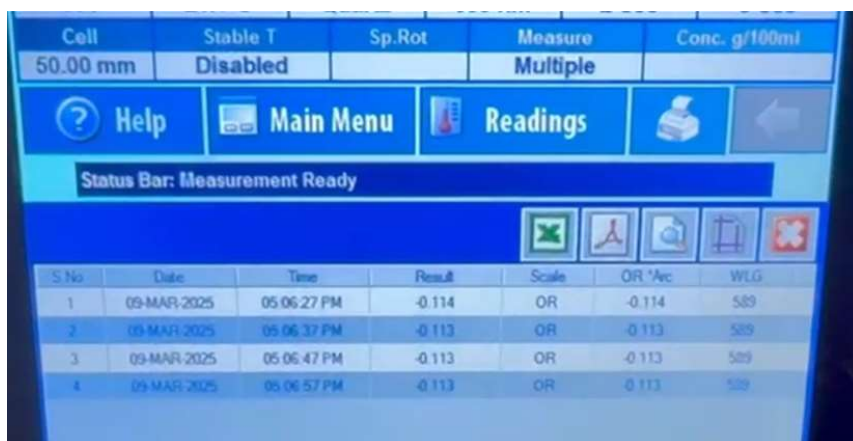 Cell Stable T Sp.Rot Measure Conc. g/100ml
50.00 mm Disabled Multiple
Help Main Menu Readings
Status Bar: Measurement Ready
S.No Date Time Result Scale OR °Arc WLG
1 09-MAR-2025 05:06:27 PM -0.114 OR -0.114 589
2 09-MAR-2025 05:06:37 PM -0.113 OR -0.113 589
3 09-MAR-2025 05:06:47 PM -0.113 OR -0.113 589
4 09-MAR-2025 05:06:57 PM -0.113 OR -0.113 589